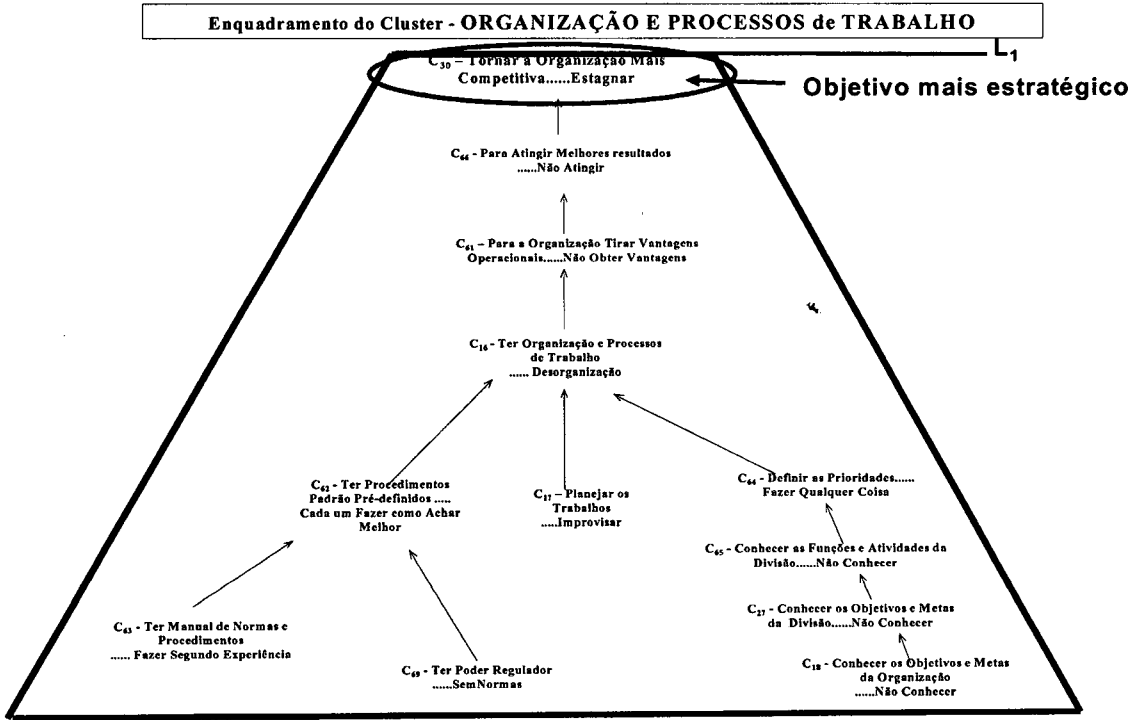 Enquadramento do Cluster - ORGANIZAÇÃO E PROCESSOS de TRABALHO
L1
C30 – Tornar a Organização Mais
Competitiva......Estagnar
Objetivo mais estratégico
C66 - Para Atingir Melhores resultados
......Não Atingir
C61 – Para a Organização Tirar Vantagens
Operacionais......Não Obter Vantagens
C16 - Ter Organização e Processos
de Trabalho
...... Desorganização
C62 - Ter Procedimentos
Padrão Pré-definidos .....
Cada um Fazer como Achar
Melhor
C17 – Planejar os
Trabalhos
.....Improvisar
C64 - Definir as Prioridades......
Fazer Qualquer Coisa
C65 - Conhecer as Funções e Atividades da
Divisão......Não Conhecer
C27 - Conhecer os Objetivos e Metas
da Divisão......Não Conhecer
C18 - Conhecer os Objetivos e Metas
da Organização
......Não Conhecer
C63 - Ter Manual de Normas e
Procedimentos
...... Fazer Segundo Experiência
C69 - Ter Poder Regulador
......SemNormas